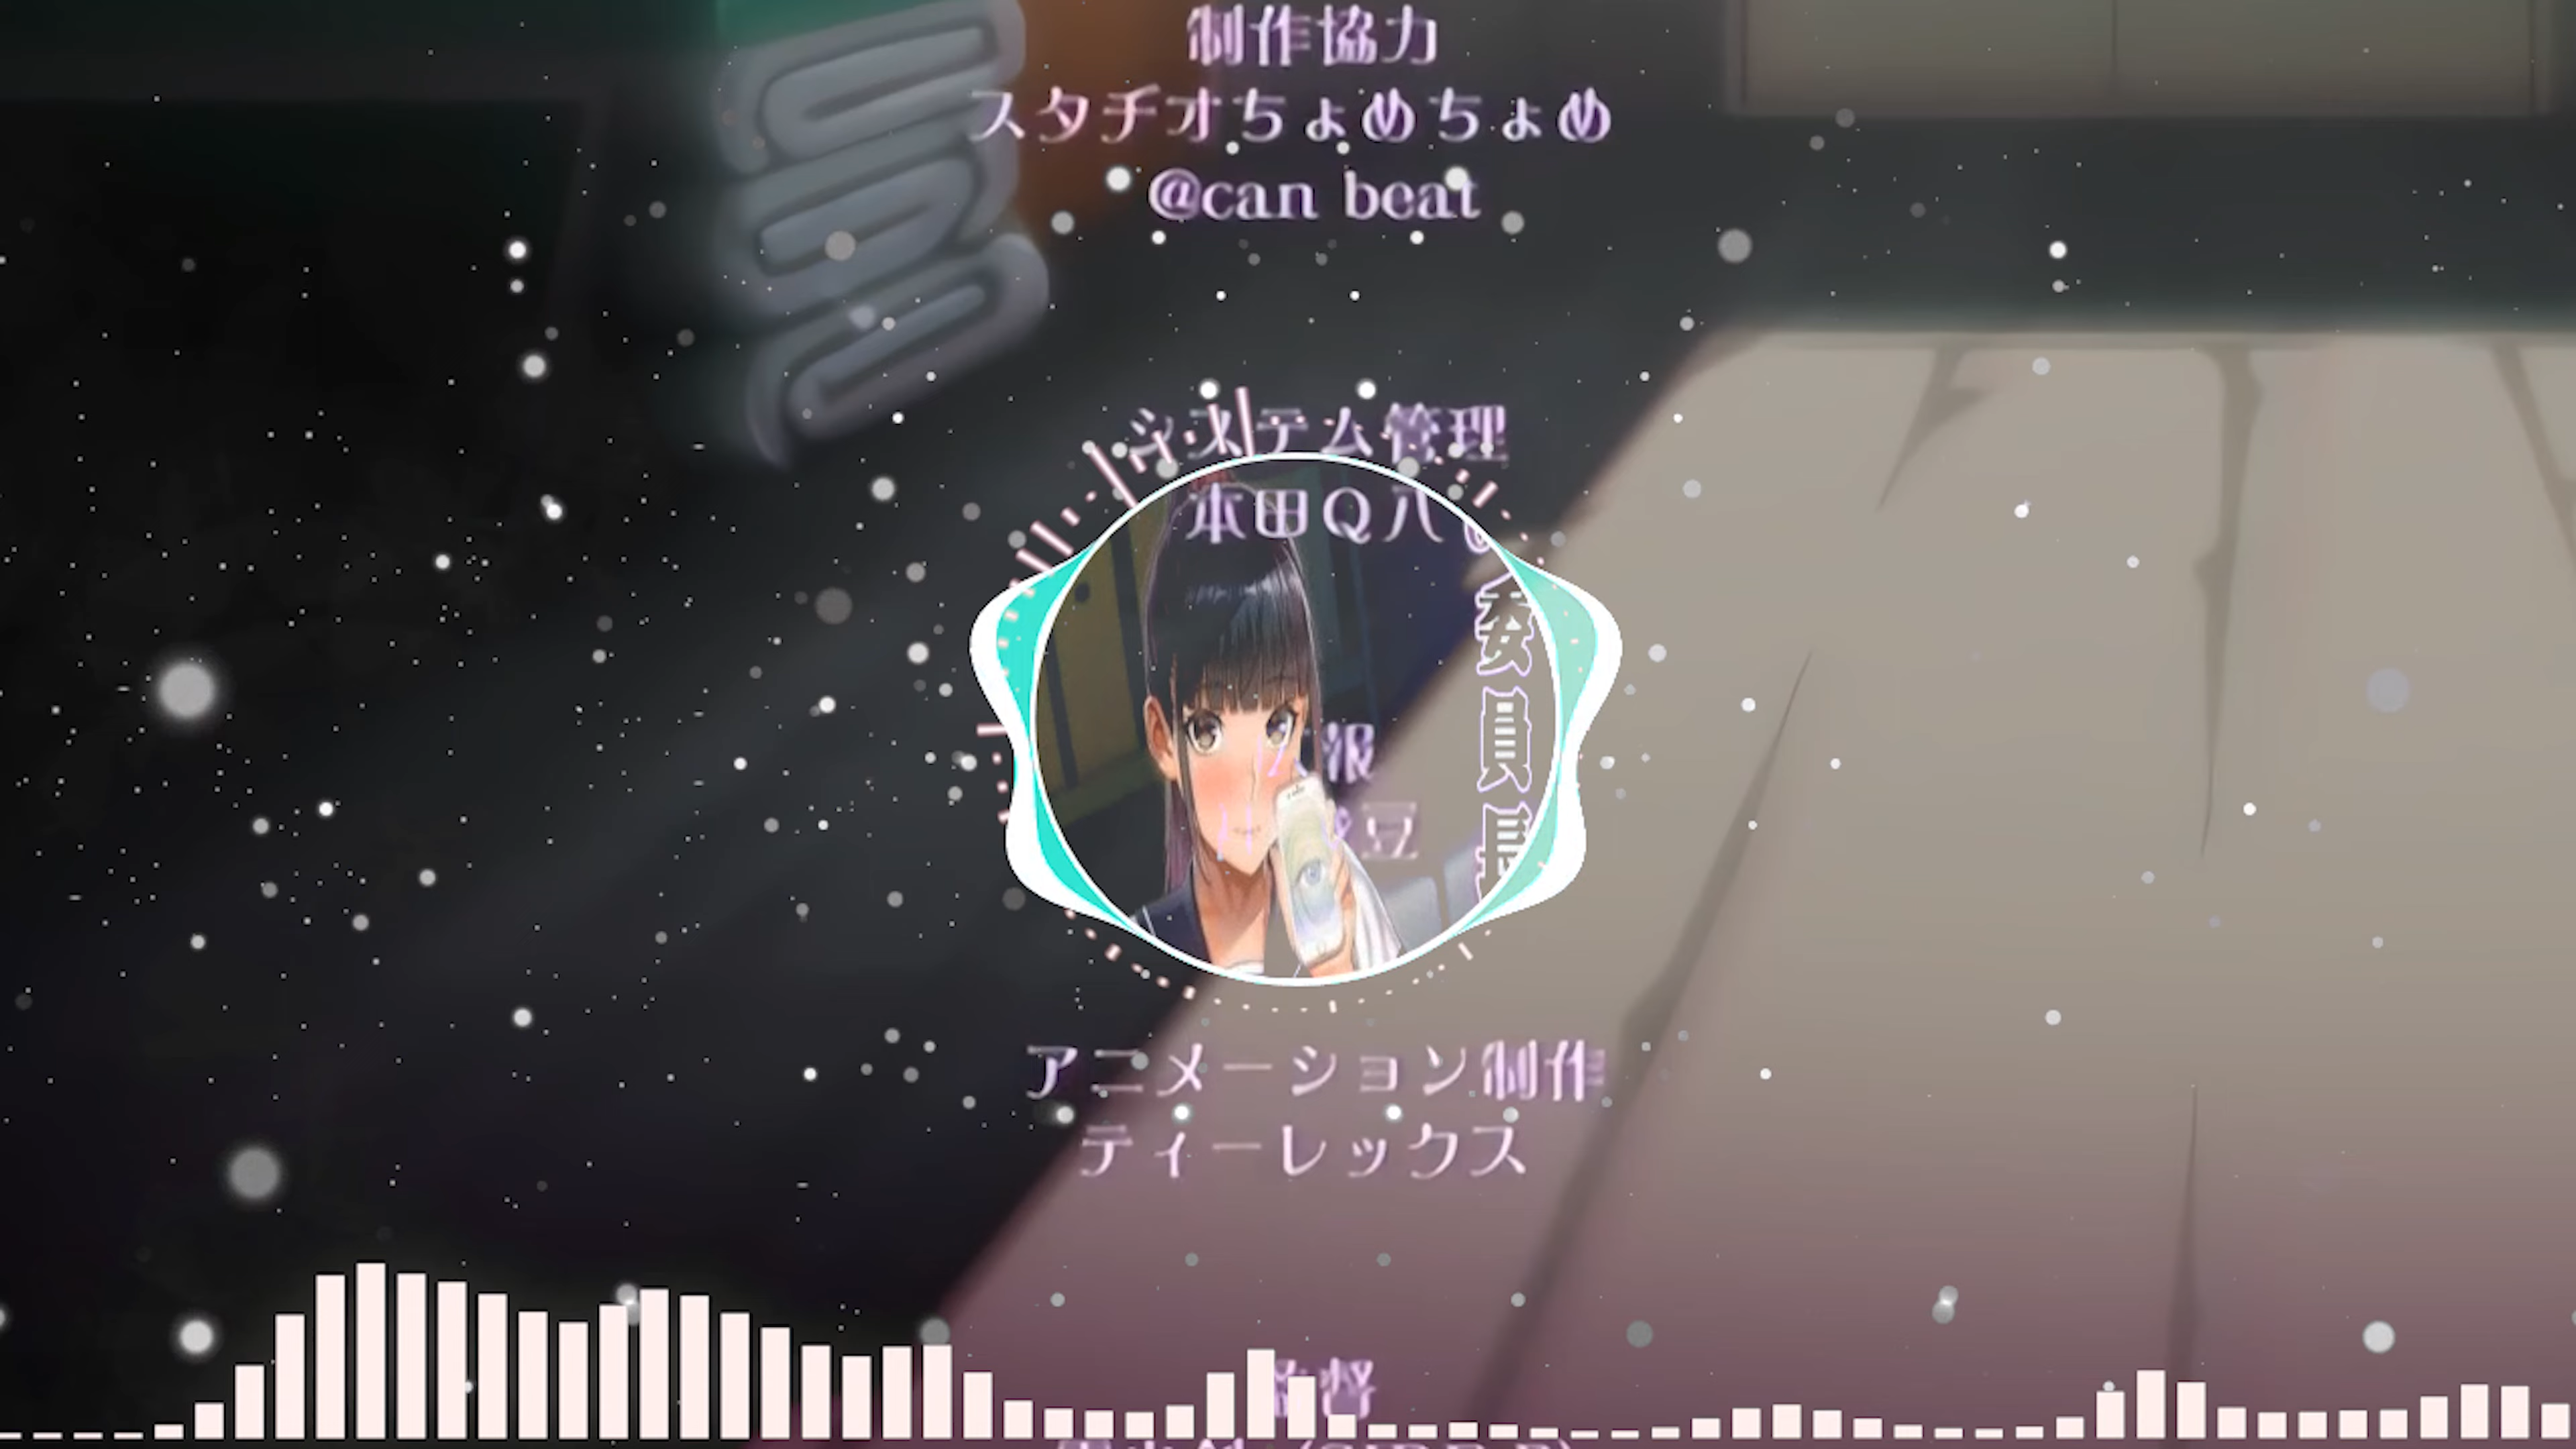 制作協力
スタヂオちょめちょめ
@can beat
システム管理
本田Q八
委員長
アニメーション制作
ティーレックス
監督